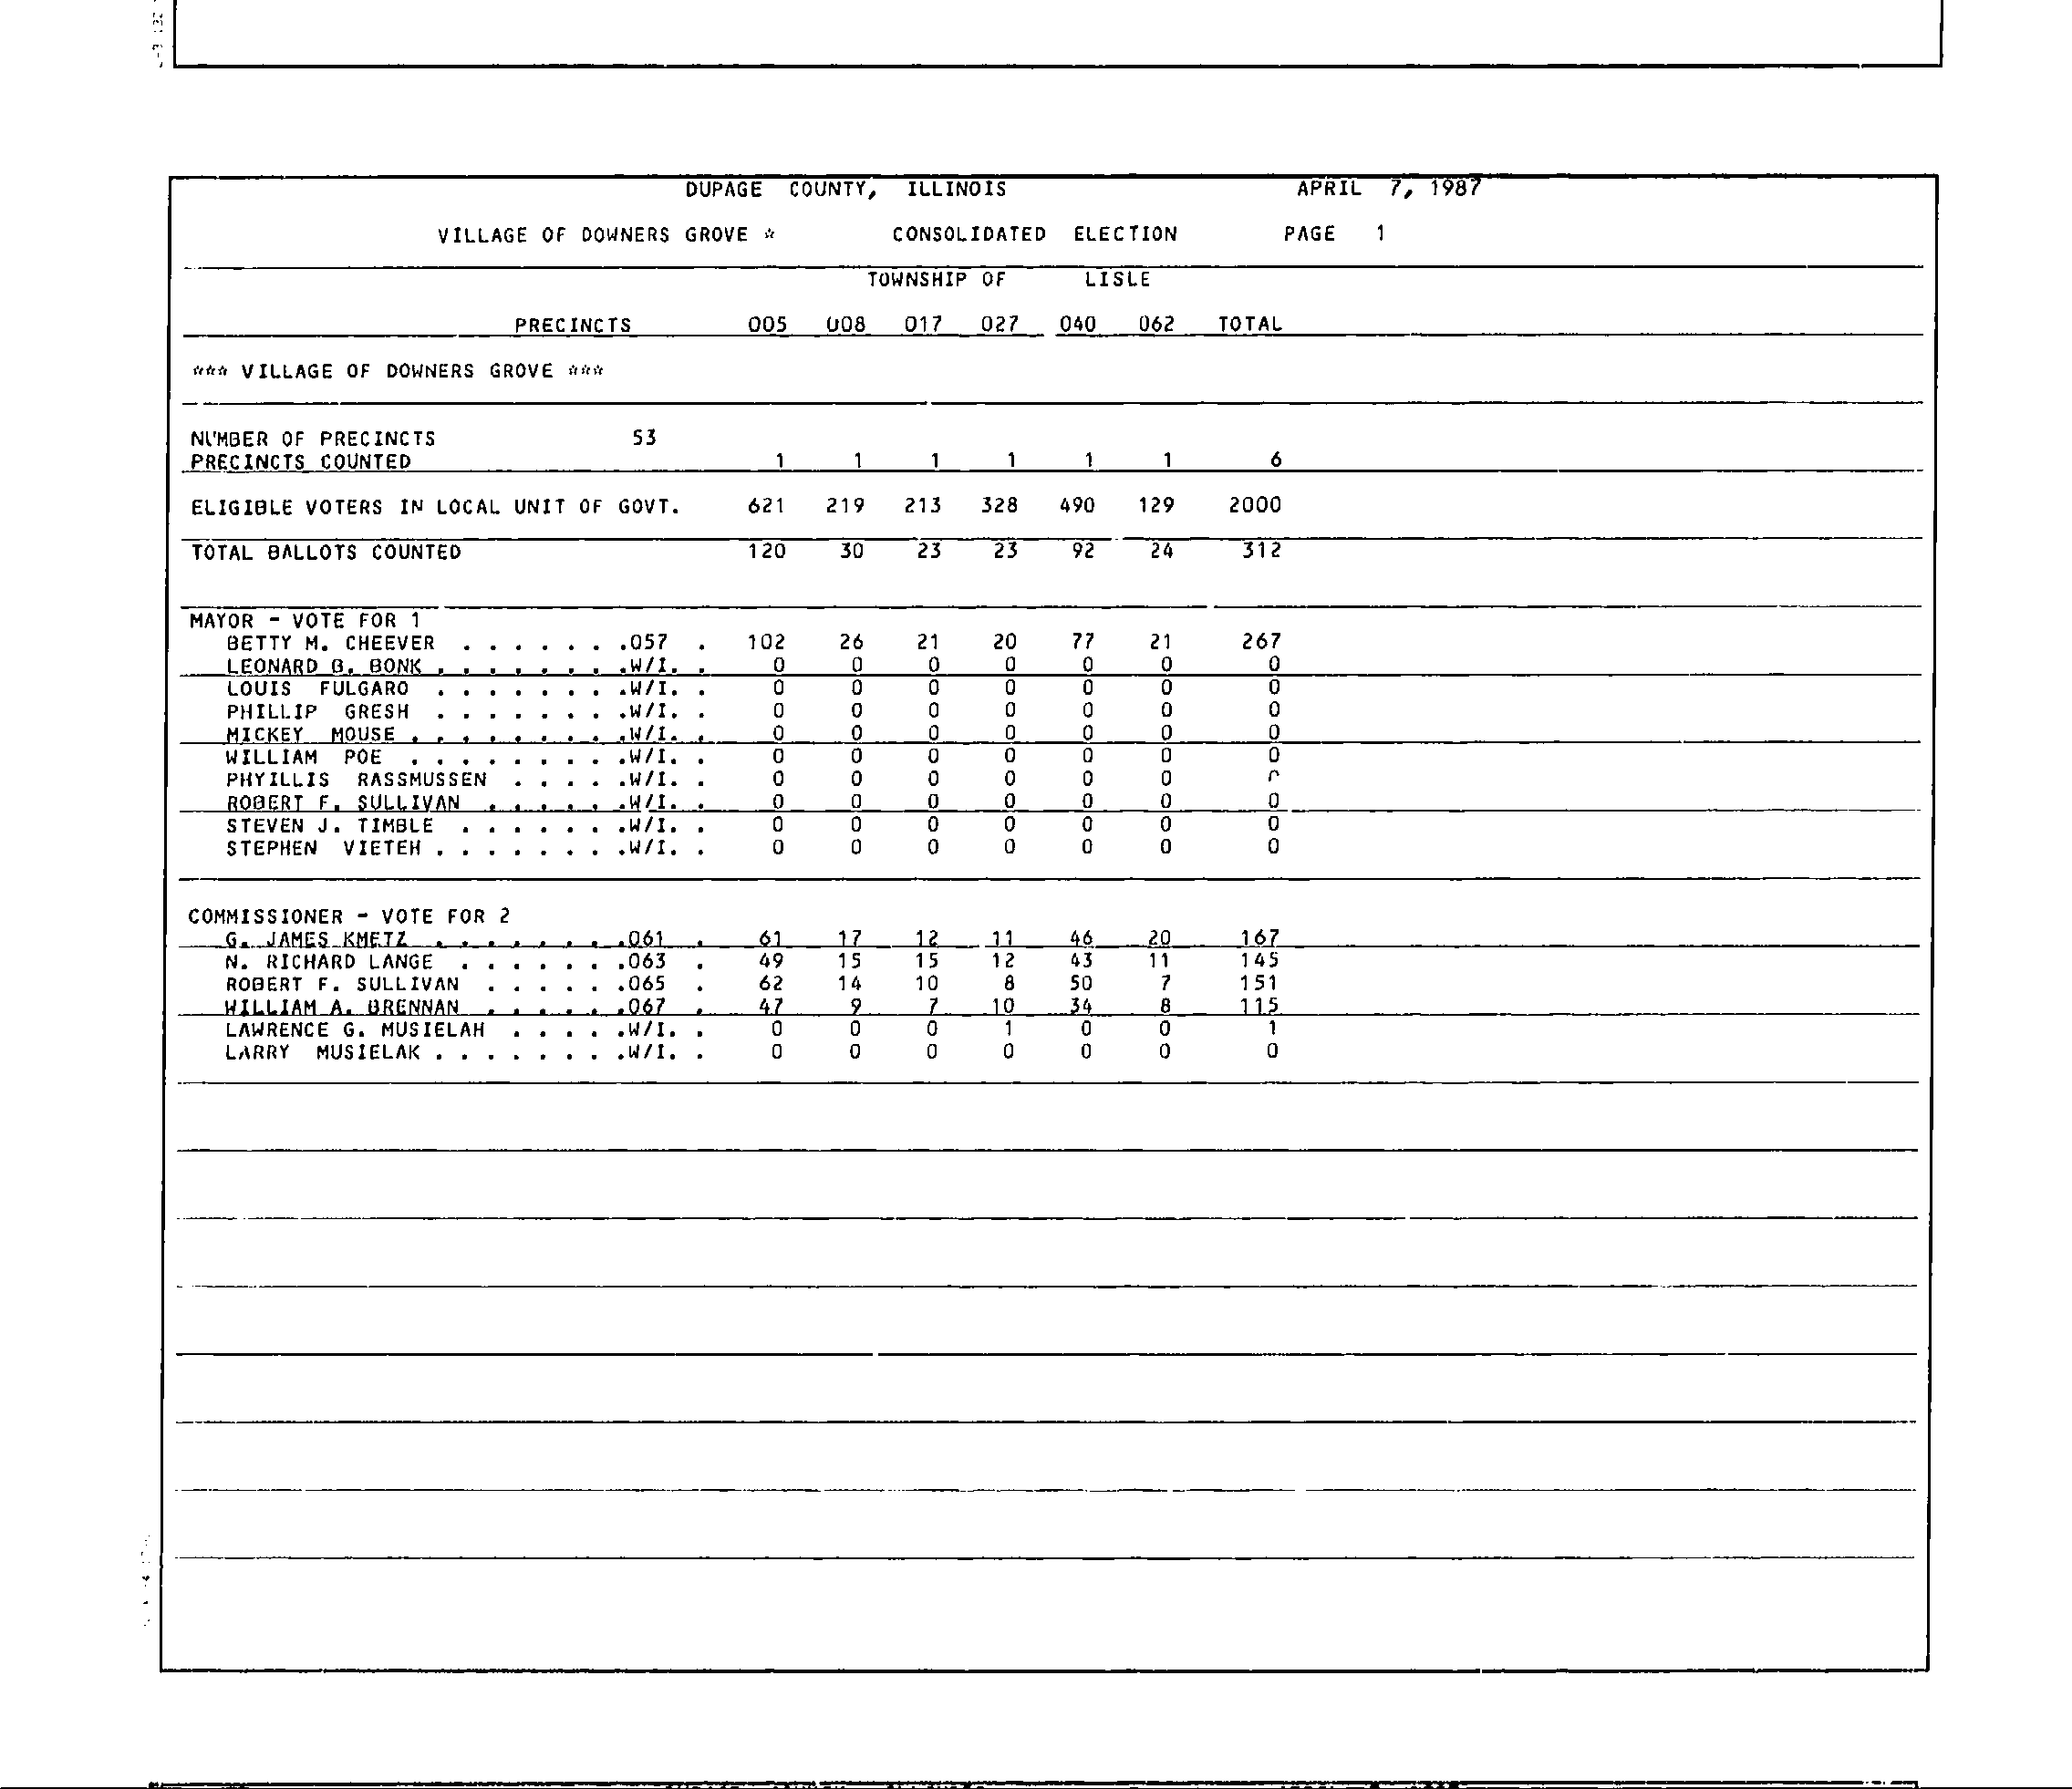 DUPAGE COUNTY, ILLINOIS APRIL 7, 1987
VILLAGE OF DOWNERS GROVE * CONSOLIDATED ELECTION PAGE 1
TOWNSHIP OF LISLE
PRECINCTS 005 008 017 027 040 062 TOTAL
*** VILLAGE OF DOWNERS GROVE ***
NUMBER OF PRECINCTS 53
PRECINCTS COUNTED 1 1 1 1 1 1 6
ELIGIBLE VOTERS IN LOCAL UNIT OF GOVT. 621 219 213 328 490 129 2000
TOTAL BALLOTS COUNTED 120 30 23 23 92 24 312
MAYOR - VOTE FOR 1
BETTY M. CHEEVER . . . . . . .057 . 102 26 21 20 77 21 267
LEONARD B. BONK . . . . . . . .W/I. . 0 0 0 0 0 0 0
LOUIS FULGARO . . . . . . . .W/I. . 0 0 0 0 0 0 0
PHILLIP GRESH . . . . . . . .W/I. . 0 0 0 0 0 0 0
MICKEY MOUSE . . . . . . . . .W/I. . 0 0 0 0 0 0 0
WILLIAM POE . . . . . . . . .W/I. . 0 0 0 0 0 0 0
PHYILLIS RASSMUSSEN . . . . .W/I. . 0 0 0 0 0 0
ROBERT F. SULLIVAN . . . . . .W/I. . 0 0 0 0 0 0 0
STEVEN J. TIMBLE . . . . . . .W/I. . 0 0 0 0 0 0 0
STEPHEN VIETEH . . . . . . . .W/I. . 0 0 0 0 0 0 0
COMMISSIONER - VOTE FOR 2
G. JAMES KMETZ . . . . . . . .061 . 61 17 12 11 46 20 167
N. RICHARD LANGE . . . . . . .063 . 49 15 15 12 43 11 145
ROBERT F. SULLIVAN . . . . . .065 . 62 14 10 8 50 7 151
WILLIAM A. BRENNAN . . . . . .067 . 47 9 7 10 34 8 115
LAWRENCE G. MUSIELAH . . . . .W/I. . 0 0 0 1 0 0 1
LARRY MUSIELAK . . . . . . . .W/I. . 0 0 0 0 0 0 0